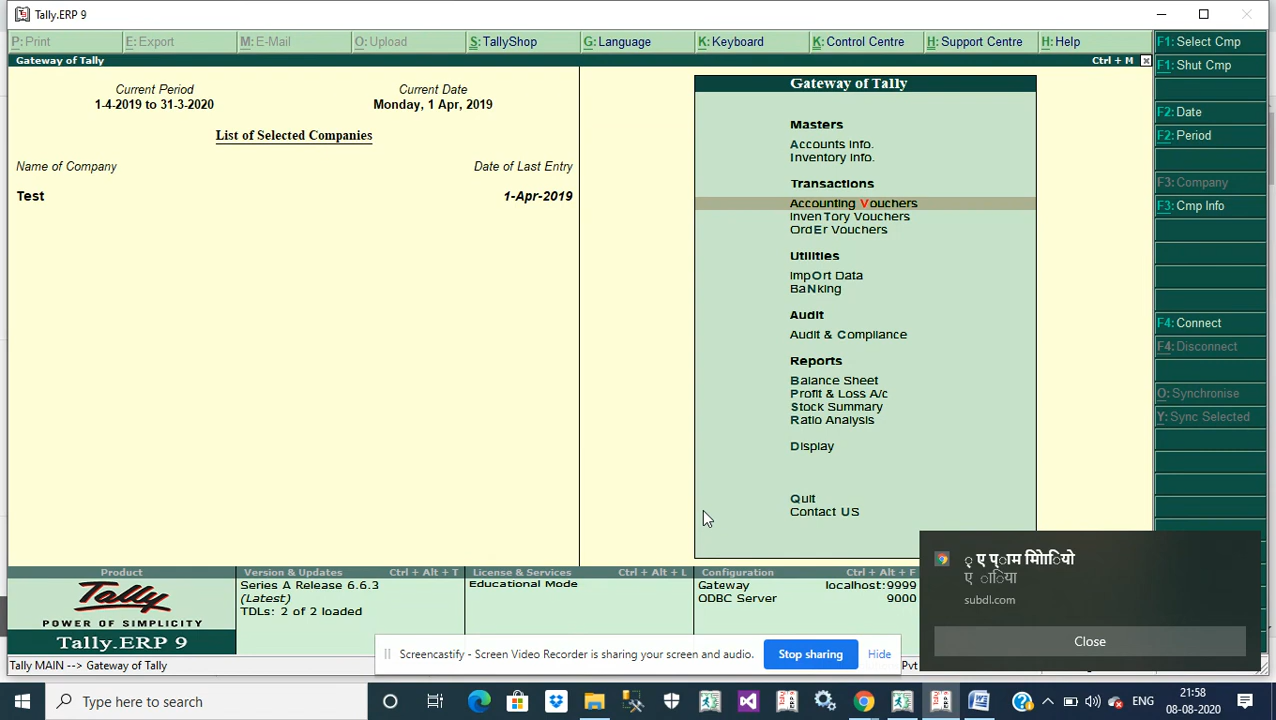 Tally.ERP 9
P: Print E: Export M: E-Mail O: Upload S: TallyShop G: Language K: Keyboard K: Control Centre H: Support Centre H: Help
Gateway of Tally Ctrl + M x
Current Period Current Date
1-4-2019 to 31-3-2020 Monday, 1 Apr, 2019
List of Selected Companies
Name of Company Date of Last Entry
Test 1-Apr-2019
Gateway of Tally
Masters
Accounts Info.
Inventory Info.
Transactions
Accounting Vouchers
InvenTory Vouchers
OrdEr Vouchers
Utilities
ImpOrt Data
BaNking
Audit
Audit & Compliance
Reports
Balance Sheet
Profit & Loss A/c
Stock Summary
Ratio Analysis
Display
Quit
Contact US
F1: Select Cmp
F1: Shut Cmp
F2: Date
F2: Period
F3: Company
F3: Cmp Info
F4: Connect
F4: Disconnect
O: Synchronise
Y: Sync Selected
subdl.com
Close
Product Version & Updates Ctrl + Alt + T License & Services Ctrl + Alt + L Configuration Ctrl + Alt + F
Tally
POWER OF SIMPLICITY
Tally.ERP 9
Series A Release 6.6.3
(Latest)
TDLs: 2 of 2 loaded
Educational Mode
Gateway localhost:9999
ODBC Server 9000
Screencastify - Screen Video Recorder is sharing your screen and audio. Stop sharing Hide
Tally MAIN --> Gateway of Tally Pvt
Type here to search
ENG
21:58
08-08-2020